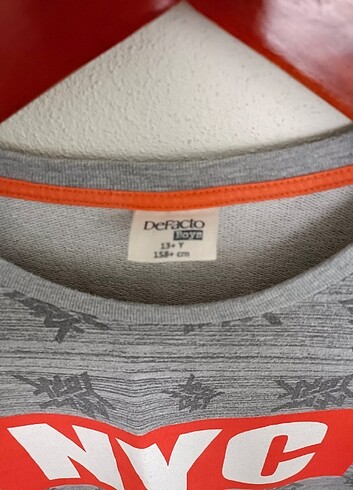 DeFacto
Boys
13+ Y
158+ cm
NYC